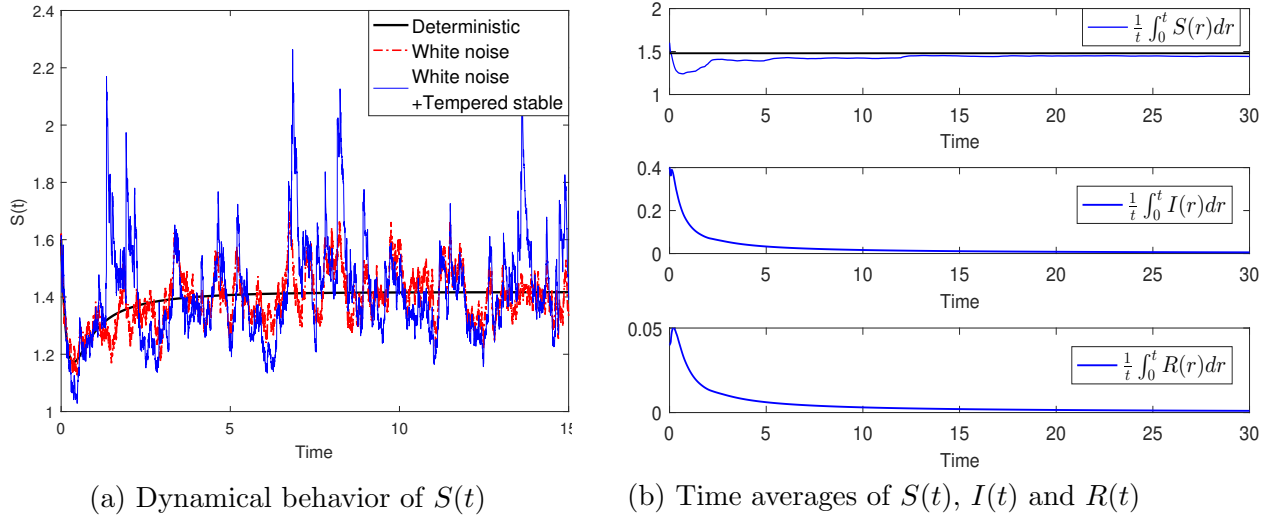 2.4
2.2
2
1.8
1.6
1.4
1.2
1
S(t)
0 5 10 15
Time
Deterministic
White noise
White noise
+Tempered stable
(a) Dynamical behavior of S(t)
2
1.5
1
0 5 10 15 20 25 30
Time
1/t ∫₀ᵗ S(r)dr
0.4
0.2
0
0 5 10 15 20 25 30
Time
1/t ∫₀ᵗ I(r)dr
0.05
0
0 5 10 15 20 25 30
Time
1/t ∫₀ᵗ R(r)dr
(b) Time averages of S(t), I(t) and R(t)